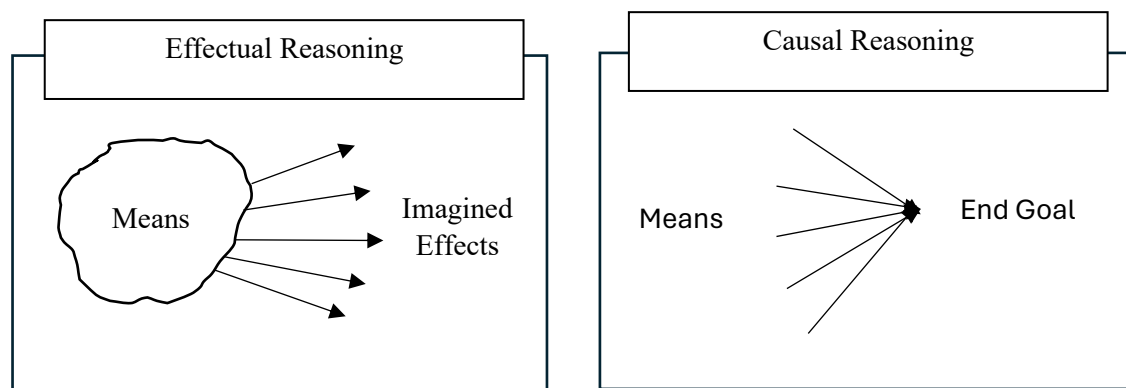 Effectual Reasoning
Means
Imagined
Effects
Causal Reasoning
Means
End Goal